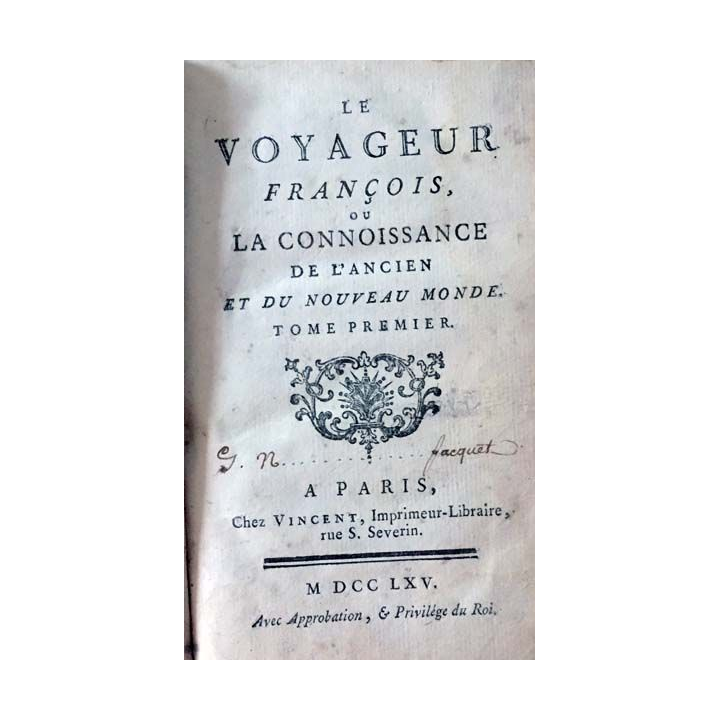 LE
VOYAGEUR
FRANÇOIS,
OU
LA CONNOISSANCE
DE L'ANCIEN
ET DU NOUVEAU MONDE.
TOME PREMIER.
G. N.................Jacquet
A PARIS,
Chez VINCENT, Imprimeur-Libraire,
rue S. Severin.
M DCC LXV.
Avec Approbation, & Privilége du Roi.